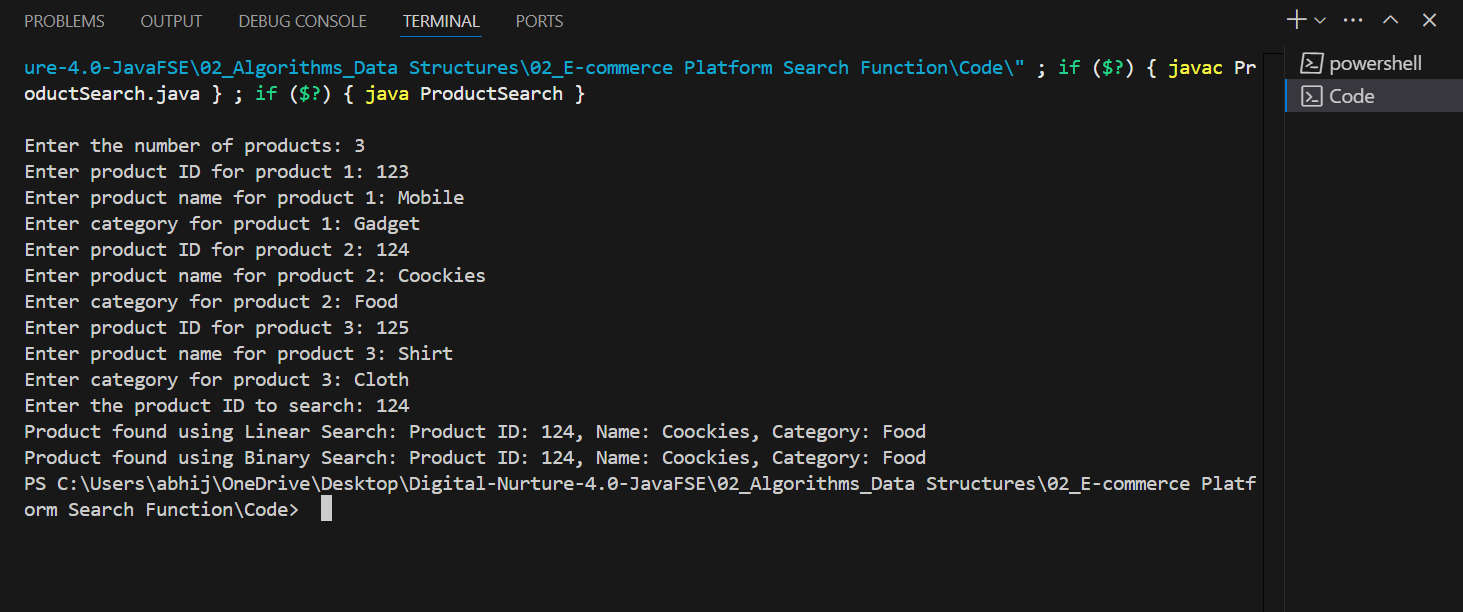 PROBLEMS OUTPUT DEBUG CONSOLE TERMINAL PORTS
ure-4.0-JavaFSE\02_Algorithms_Data Structures\02_E-commerce Platform Search Function\Code\" ; if ($?) { javac Pr
oductSearch.java } ; if ($?) { java ProductSearch }
Enter the number of products: 3
Enter product ID for product 1: 123
Enter product name for product 1: Mobile
Enter category for product 1: Gadget
Enter product ID for product 2: 124
Enter product name for product 2: Coockies
Enter category for product 2: Food
Enter product ID for product 3: 125
Enter product name for product 3: Shirt
Enter category for product 3: Cloth
Enter the product ID to search: 124
Product found using Linear Search: Product ID: 124, Name: Coockies, Category: Food
Product found using Binary Search: Product ID: 124, Name: Coockies, Category: Food
PS C:\Users\abhij\OneDrive\Desktop\Digital-Nurture-4.0-JavaFSE\02_Algorithms_Data Structures\02_E-commerce Platf
orm Search Function\Code>
powershell
Code